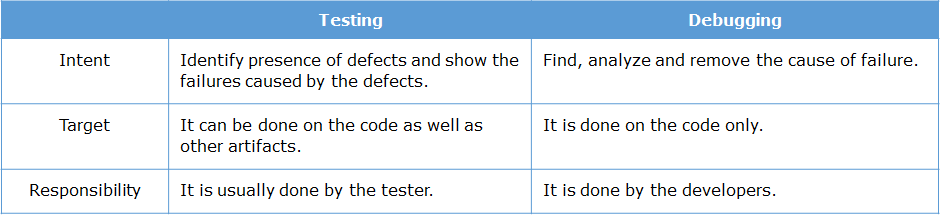 Testing Debugging
Intent Identify presence of defects and show the Find, analyze and remove the cause of failure.
failures caused by the defects.
Target It can be done on the code as well as It is done on the code only.
other artifacts.
Responsibility It is usually done by the tester. It is done by the developers.